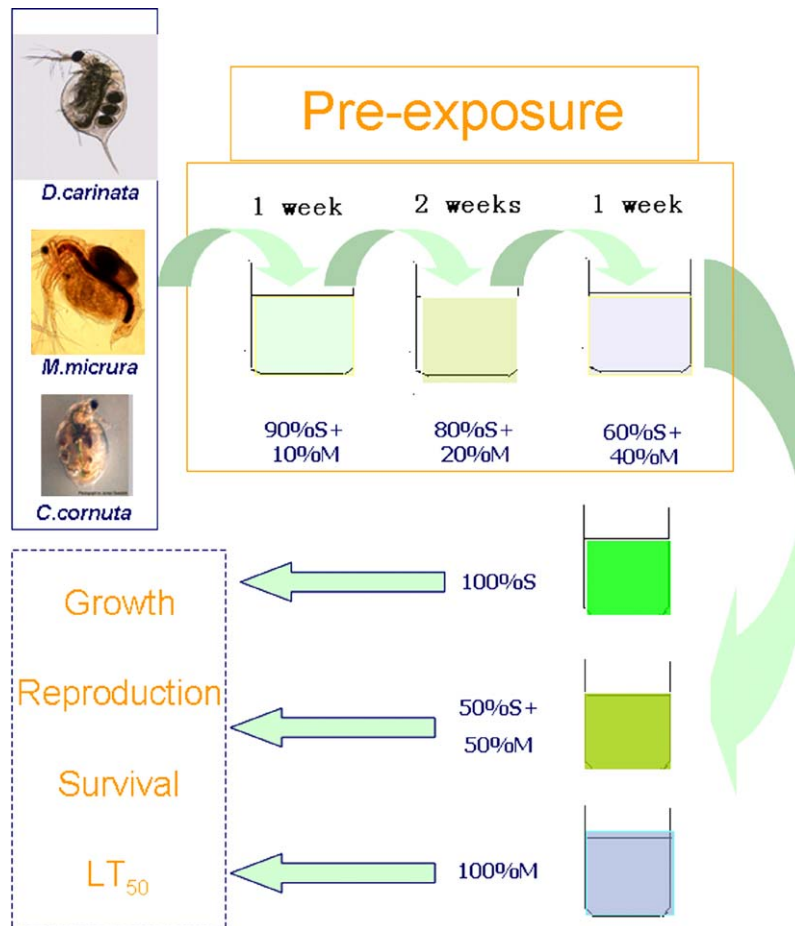 D.carinata
M.micrura
C.cornuta
Pre-exposure
1 week
2 weeks
1 week
90%S+
10%M
80%S+
20%M
60%S+
40%M
100%S
50%S+
50%M
100%M
Growth
Reproduction
Survival
LT50